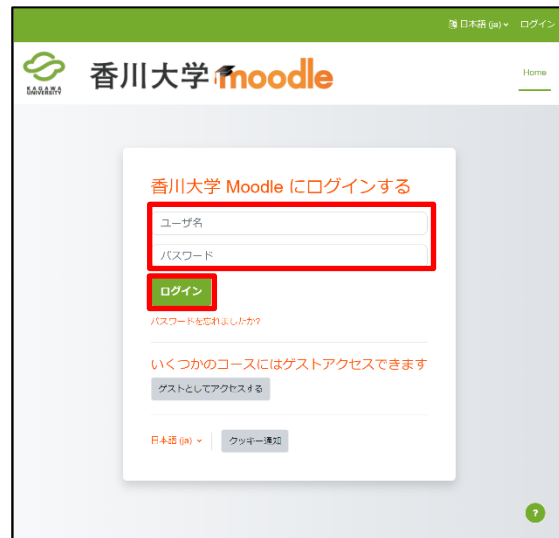 日本語 (ja) ログイン
KAGAWA UNIVERSITY
香川大学 moodle
Home
香川大学 Moodle にログインする
ユーザ名
パスワード
ログイン
パスワードを忘れましたか?
いくつかのコースにはゲストアクセスできます
ゲストとしてアクセスする
日本語 (ja) クッキー通知
?